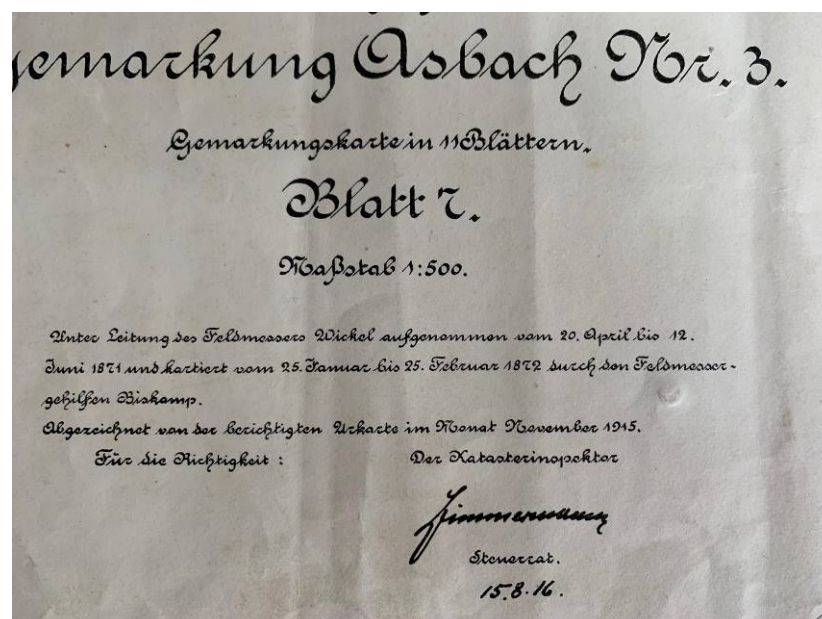 Gemarkung Asbach Nr. 3.
Gemarkungskarte in 11 Blättern.
Blatt 7.
Maßstab 1:500.
Unter Leitung des Feldmessers Wickel aufgenommen vom 20. April bis 12.
Juni 1871 und kartiert vom 25. Januar bis 25. Februar 1872 durch den Feldmesser-
gehilfen Biskamp.
Abgezeichnet von der berichtigten Urkarte im Monat November 1915.
Für die Richtigkeit : Der Katasterinspektor
Zimmermann
Steuerrat.
15.8.16.